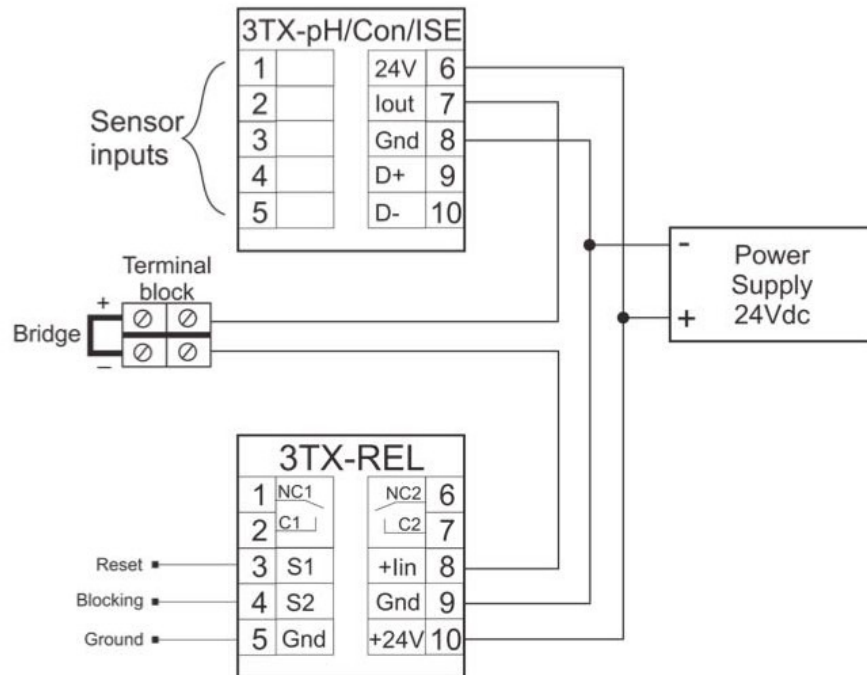 3TX-pH/Con/ISE
1 24V 6
2 Iout 7
3 Gnd 8
4 D+ 9
5 D- 10
Sensor
inputs
Power
Supply
24Vdc
-
+
Terminal
block
+
Bridge
–
3TX-REL
1 NC1 NC2 6
2 C1 C2 7
Reset 3 S1 +Iin 8
Blocking 4 S2 Gnd 9
Ground 5 Gnd +24V 10